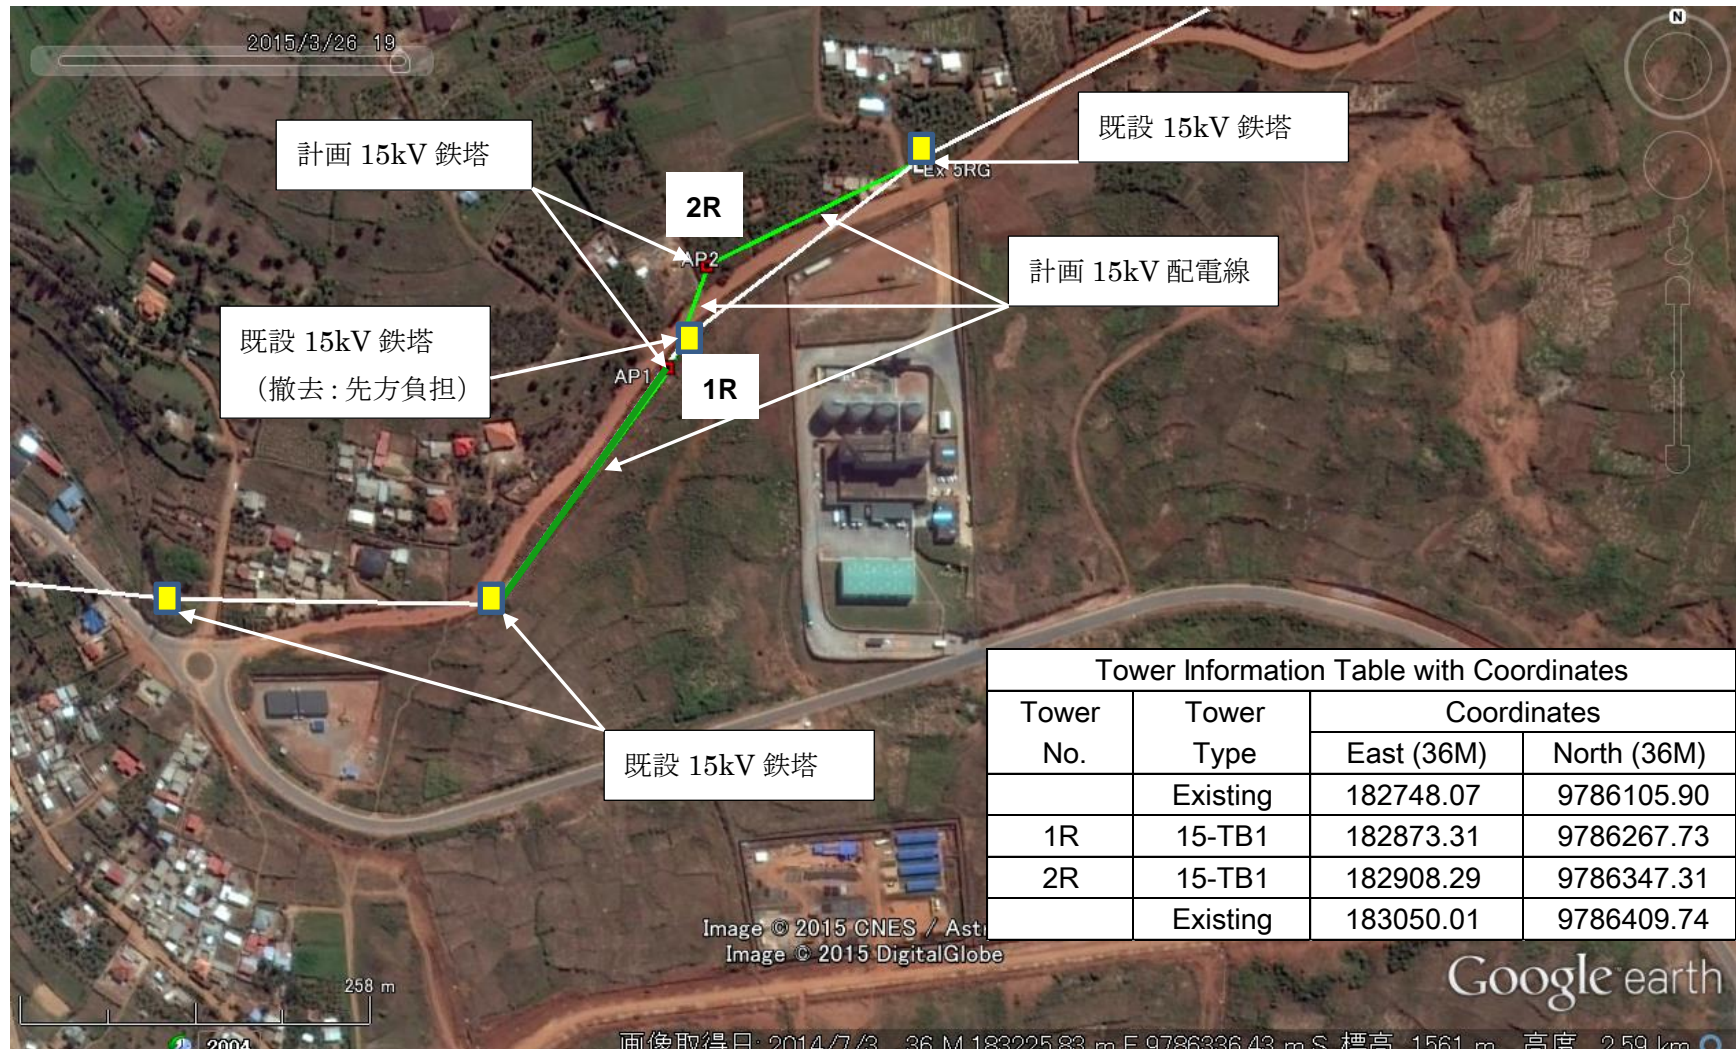 2015/3/26 19
N
計画 15kV 鉄塔
既設 15kV 鉄塔
Ex 5RG
2R
AP2
計画 15kV 配電線
既設 15kV 鉄塔
（撤去 : 先方負担）
AP1
1R
既設 15kV 鉄塔
Tower Information Table with Coordinates
Tower No. Tower Type Coordinates
East (36M) North (36M)
Existing 182748.07 9786105.90
1R 15-TB1 182873.31 9786267.73
2R 15-TB1 182908.29 9786347.31
Existing 183050.01 9786409.74
Image © 2015 CNES / Astr
Image © 2015 DigitalGlobe
Google earth
258 m
2004
画像取得日: 2014/7/3 36 M 183225.83 m E 9786336.43 m S 標高 1561 m 高度 2.59 km